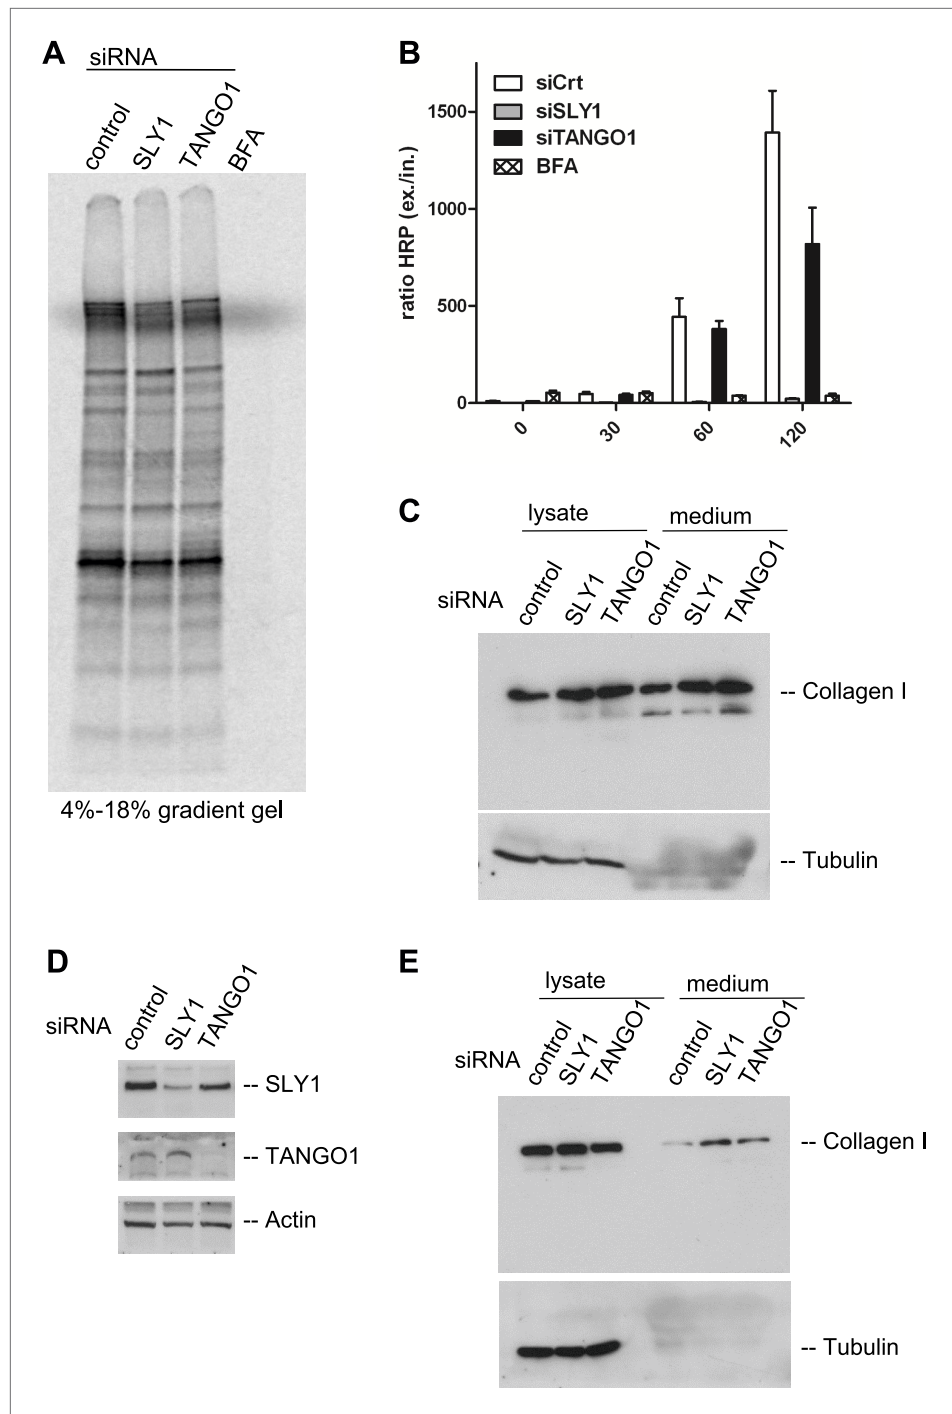 A
siRNA
control
SLY1
TANGO1
BFA
4%-18% gradient gel
B
siCrt
siSLY1
siTANGO1
BFA
ratio HRP (ex./in.)
1500
1000
500
0
0
30
60
120
C
lysate
medium
siRNA
control
SLY1
TANGO1
control
SLY1
TANGO1
-- Collagen I
-- Tubulin
D
siRNA
control
SLY1
TANGO1
-- SLY1
-- TANGO1
-- Actin
E
lysate
medium
siRNA
control
SLY1
TANGO1
control
SLY1
TANGO1
-- Collagen I
-- Tubulin